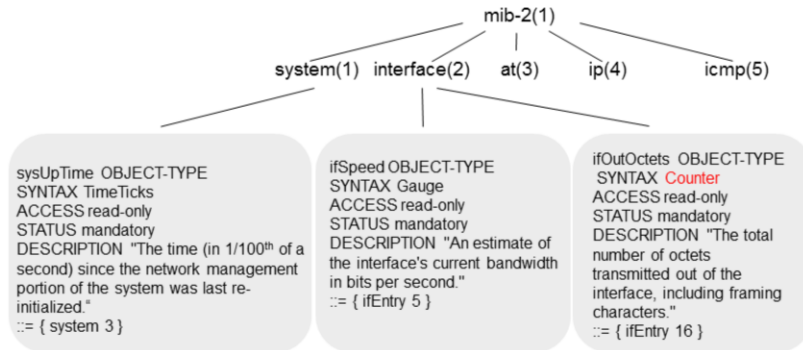 mib-2(1)
system(1) interface(2) at(3) ip(4) icmp(5)
sysUpTime OBJECT-TYPE
SYNTAX TimeTicks
ACCESS read-only
STATUS mandatory
DESCRIPTION "The time (in 1/100th of a
second) since the network management
portion of the system was last re-
initialized.“
::= { system 3 }
ifSpeed OBJECT-TYPE
SYNTAX Gauge
ACCESS read-only
STATUS mandatory
DESCRIPTION "An estimate of
the interface's current bandwidth
in bits per second."
::= { ifEntry 5 }
ifOutOctets OBJECT-TYPE
SYNTAX Counter
ACCESS read-only
STATUS mandatory
DESCRIPTION "The total
number of octets
transmitted out of the
interface, including framing
characters."
::= { ifEntry 16 }